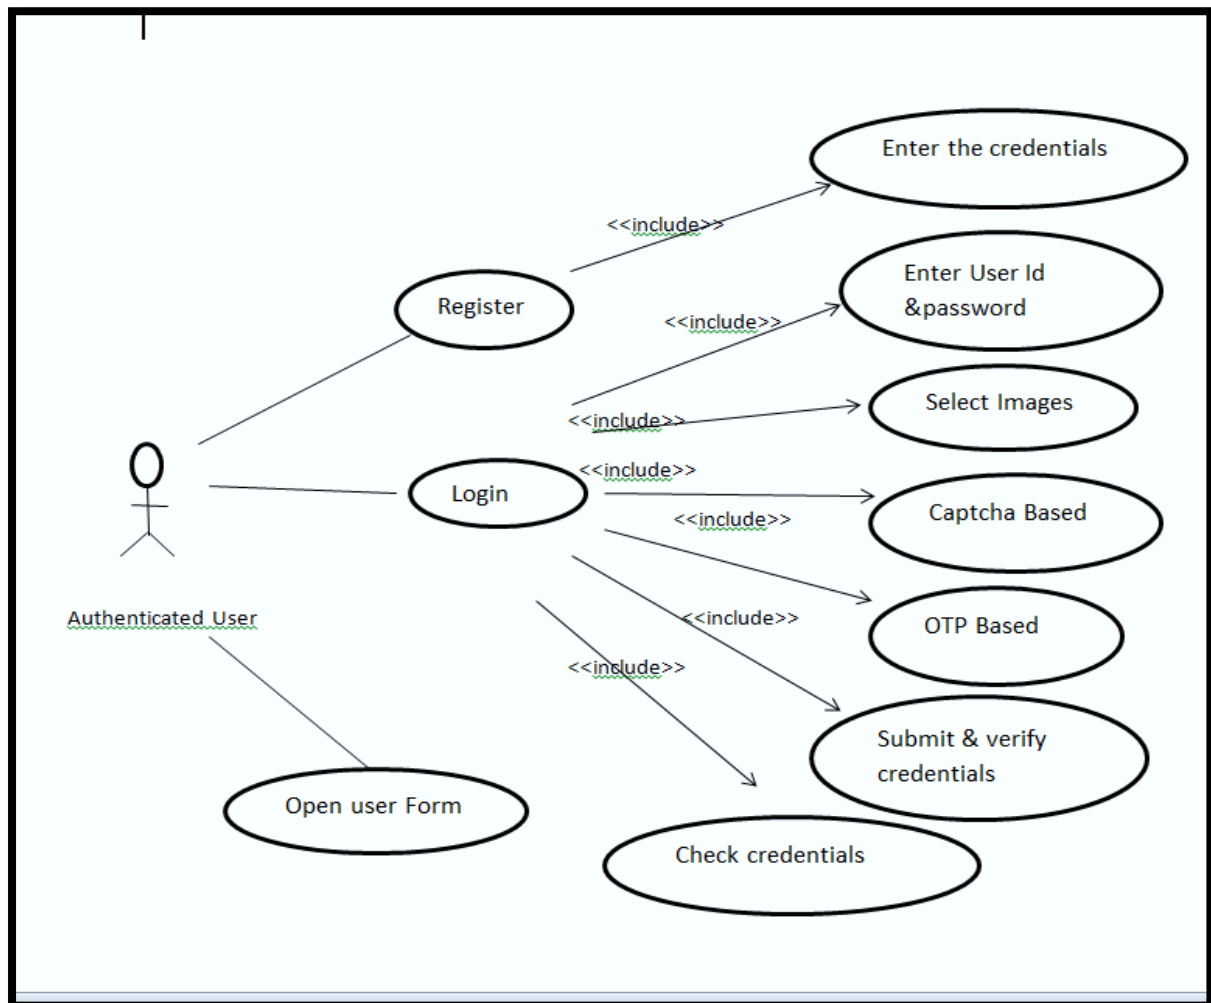 Enter the credentials
<<include>>
Enter User Id
&password
Register
<<include>>
Select Images
<<include>>
<<include>>
Login
Captcha Based
<<include>>
Authenticated User
<<include>>
OTP Based
<<include>>
Submit & verify
credentials
Open user Form
Check credentials